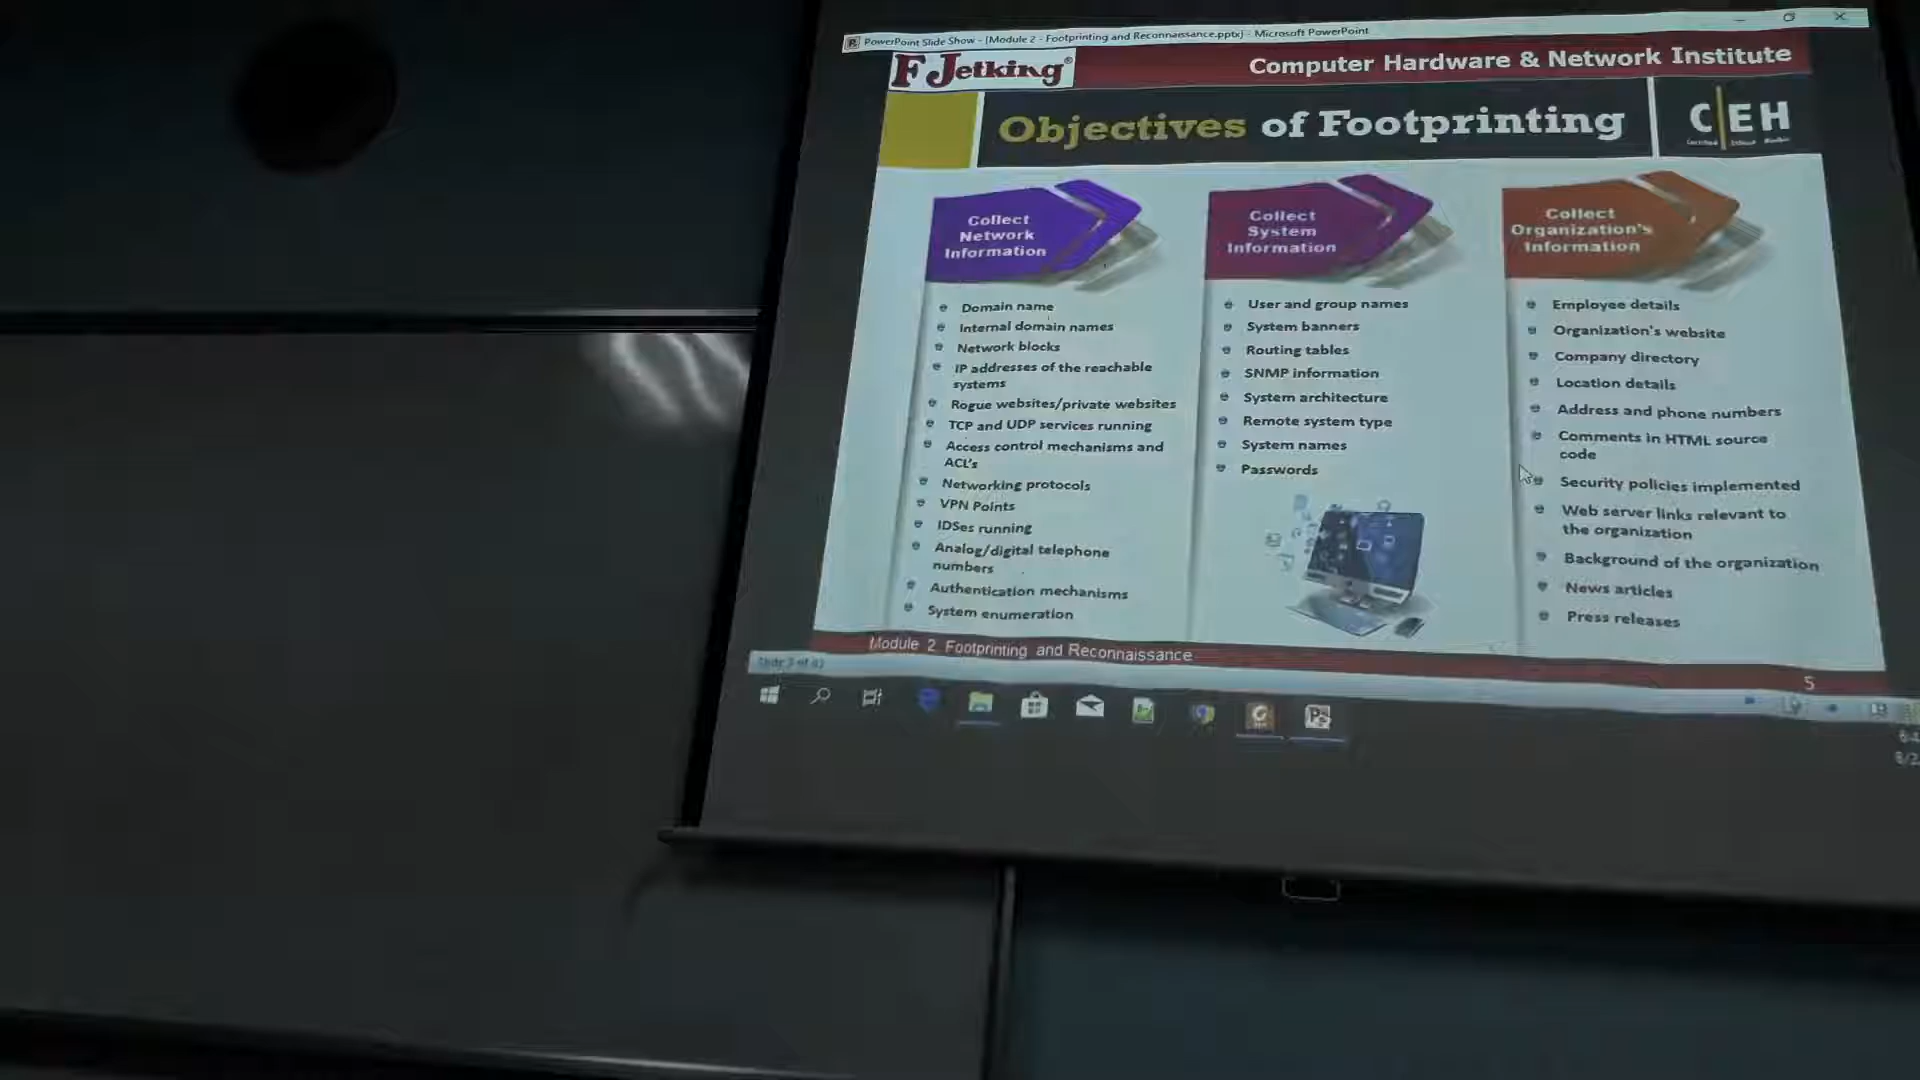 PowerPoint Slide Show - [Module 2 - Footprinting and Reconnaissance.pptx] - Microsoft PowerPoint
Jetking®
Computer Hardware & Network Institute
Objectives of Footprinting
C|EH
Certified Ethical Hacker
Collect
Network
Information
Domain name
Internal domain names
Network blocks
IP addresses of the reachable
systems
Rogue websites/private websites
TCP and UDP services running
Access control mechanisms and
ACL's
Networking protocols
VPN Points
IDSes running
Analog/digital telephone
numbers
Authentication mechanisms
System enumeration
Collect
System
Information
User and group names
System banners
Routing tables
SNMP information
System architecture
Remote system type
System names
Passwords
Collect
Organization's
Information
Employee details
Organization's website
Company directory
Location details
Address and phone numbers
Comments in HTML source
code
Security policies implemented
Web server links relevant to
the organization
Background of the organization
News articles
Press releases
Module 2 Footprinting and Reconnaissance
5